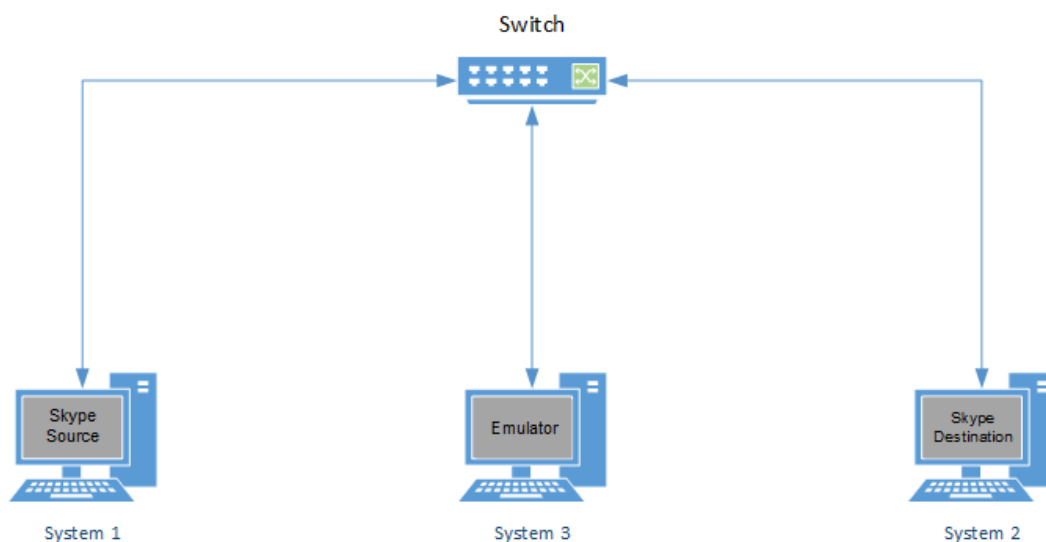 Switch
Skype
Source
Emulator
Skype
Destination
System 1
System 3
System 2